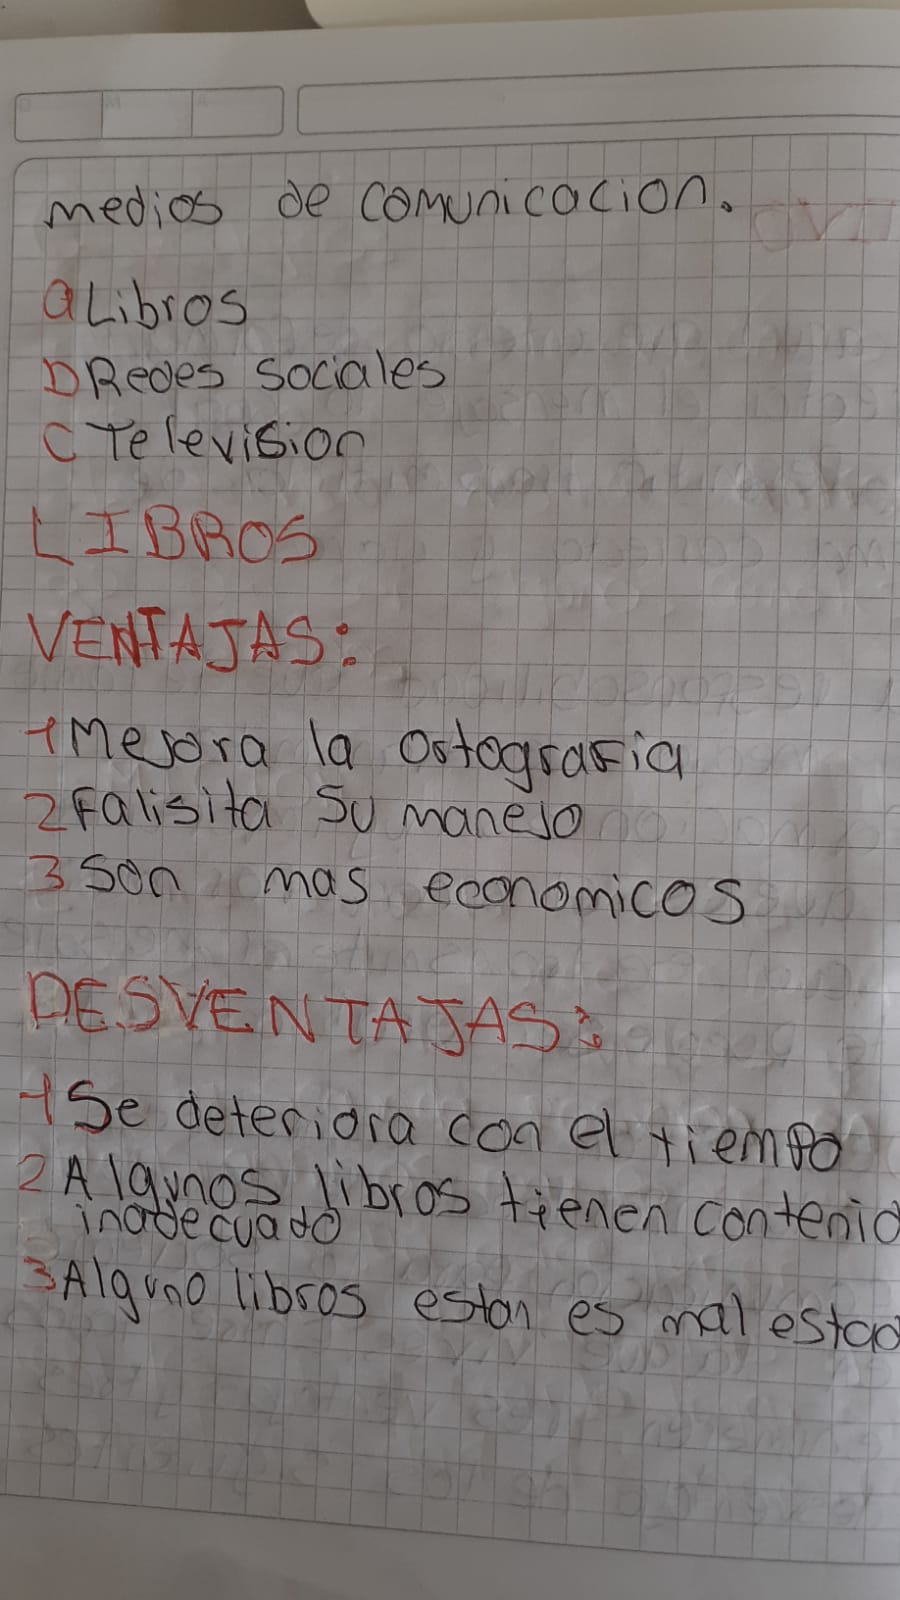 medios de comunicacion.
a Libros
D Redes sociales
C Television
LIBROS
VENTAJAS:
1 Mejora la ostografia
2 Falisita su manejo
3 Son mas economicos
DESVENTAJAS:
1 Se deteriora con el tiempo
2 Algunos libros tienen contenid
inadecuado
3 Alguno libros estan es mal estad